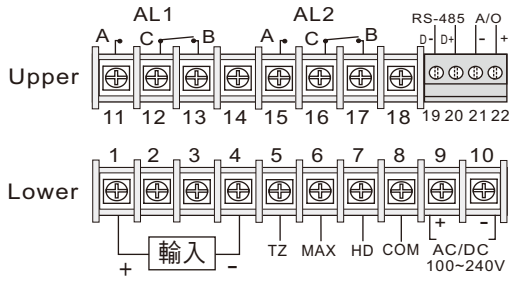 AL1 AL2 RS-485 A/O
A C B A C B D- D+ - +
Upper
11 12 13 14 15 16 17 18 19 20 21 22
1 2 3 4 5 6 7 8 9 10
Lower
+ -
+ 輸入 - TZ MAX HD COM AC/DC
100~240V